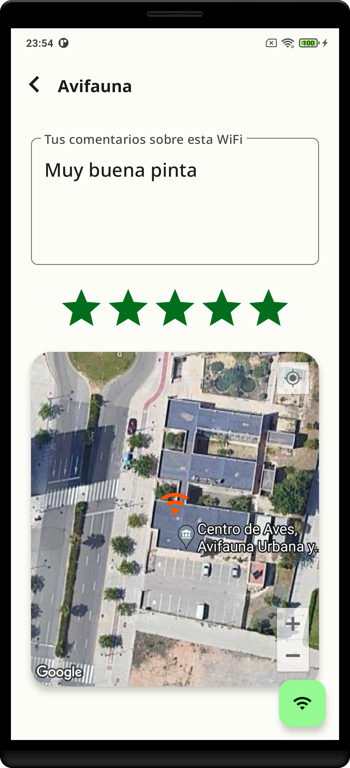 23:54
100
Avifauna
Tus comentarios sobre esta WiFi
Muy buena pinta
Centro de Aves,
Avifauna Urbana y..
Google